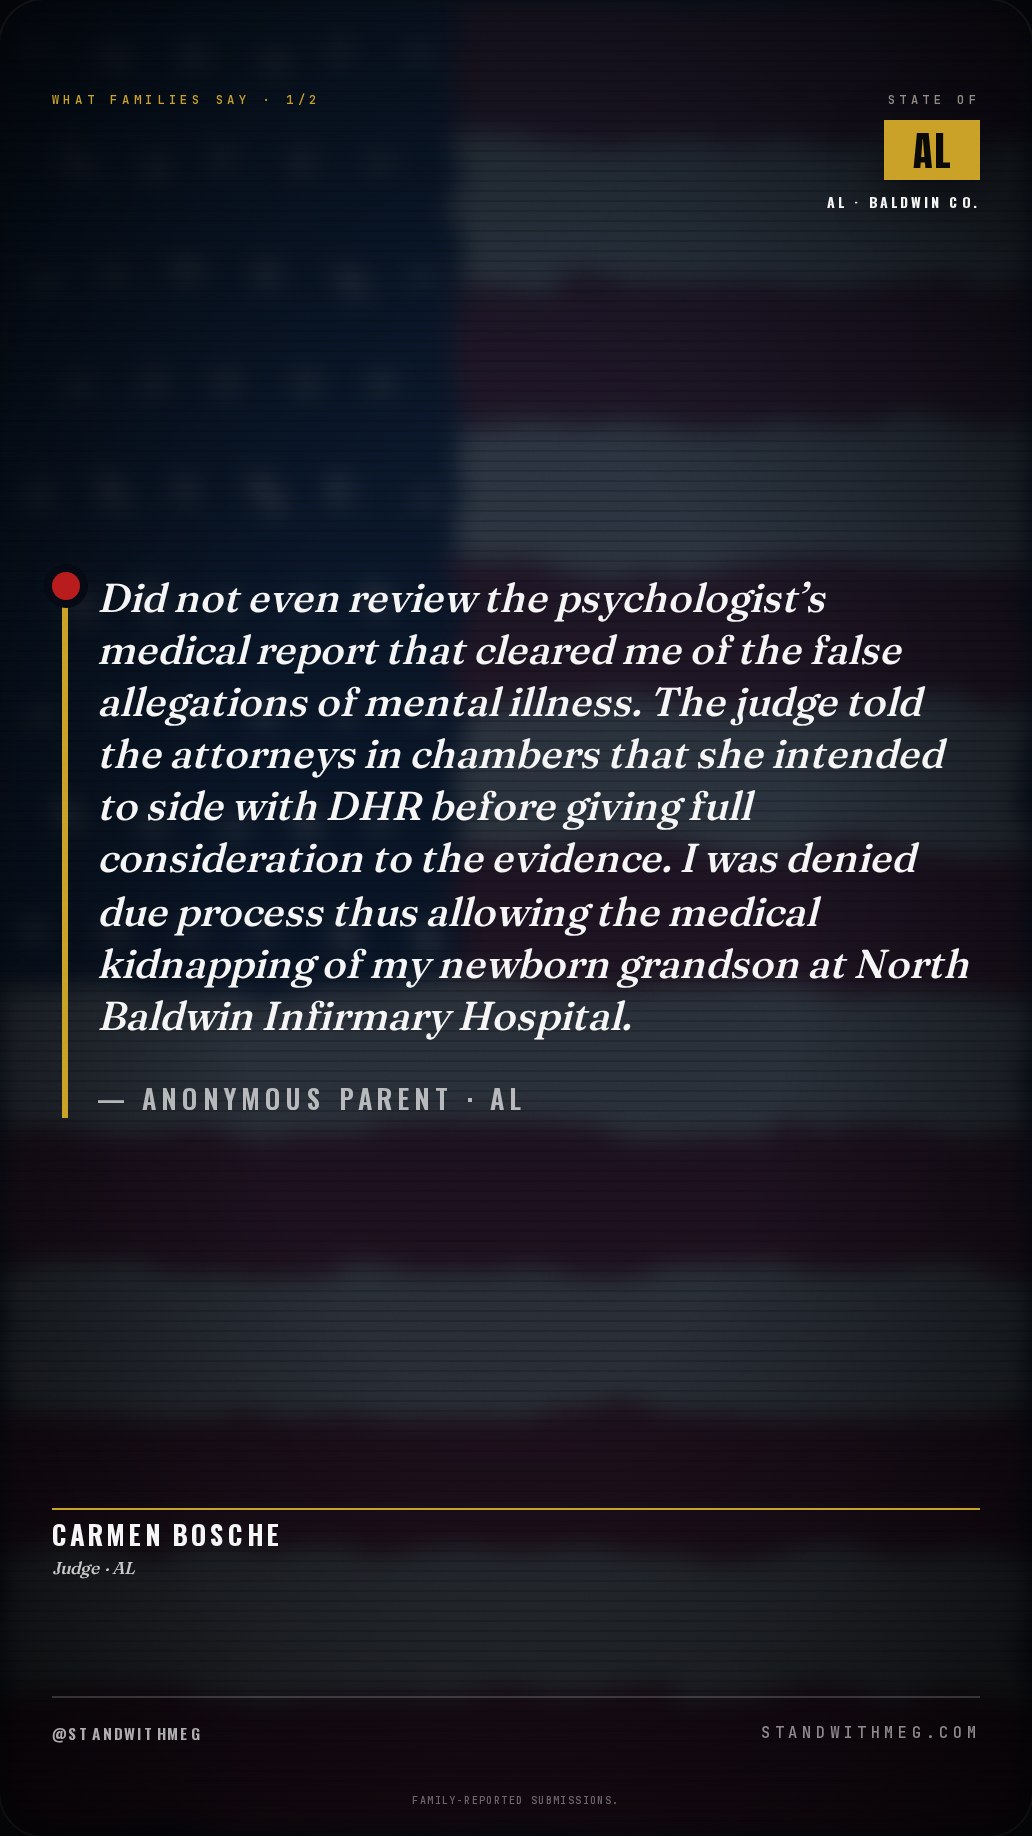 WHAT FAMILIES SAY · 1/2
STATE OF
AL
AL · BALDWIN CO.
Did not even review the psychologist’s
medical report that cleared me of the false
allegations of mental illness. The judge told
the attorneys in chambers that she intended
to side with DHR before giving full
consideration to the evidence. I was denied
due process thus allowing the medical
kidnapping of my newborn grandson at North
Baldwin Infirmary Hospital.
— ANONYMOUS PARENT · AL
CARMEN BOSCHE
Judge · AL
@STANDWITHMEG
STANDWITHMEG.COM
FAMILY-REPORTED SUBMISSIONS.